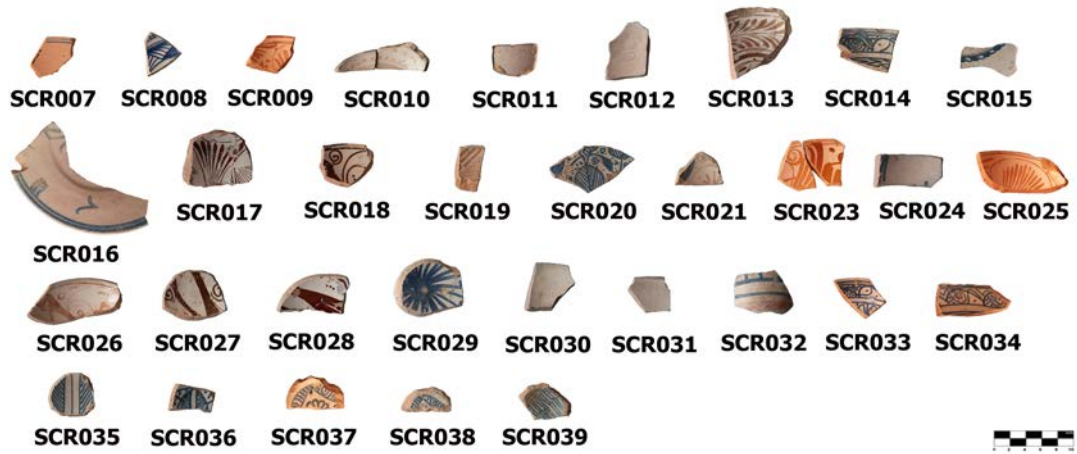 SCR007 SCR008 SCR009 SCR010 SCR011 SCR012 SCR013 SCR014 SCR015
SCR017 SCR018 SCR019 SCR020 SCR021 SCR023 SCR024 SCR025
SCR016
SCR026 SCR027 SCR028 SCR029 SCR030 SCR031 SCR032 SCR033 SCR034
SCR035 SCR036 SCR037 SCR038 SCR039